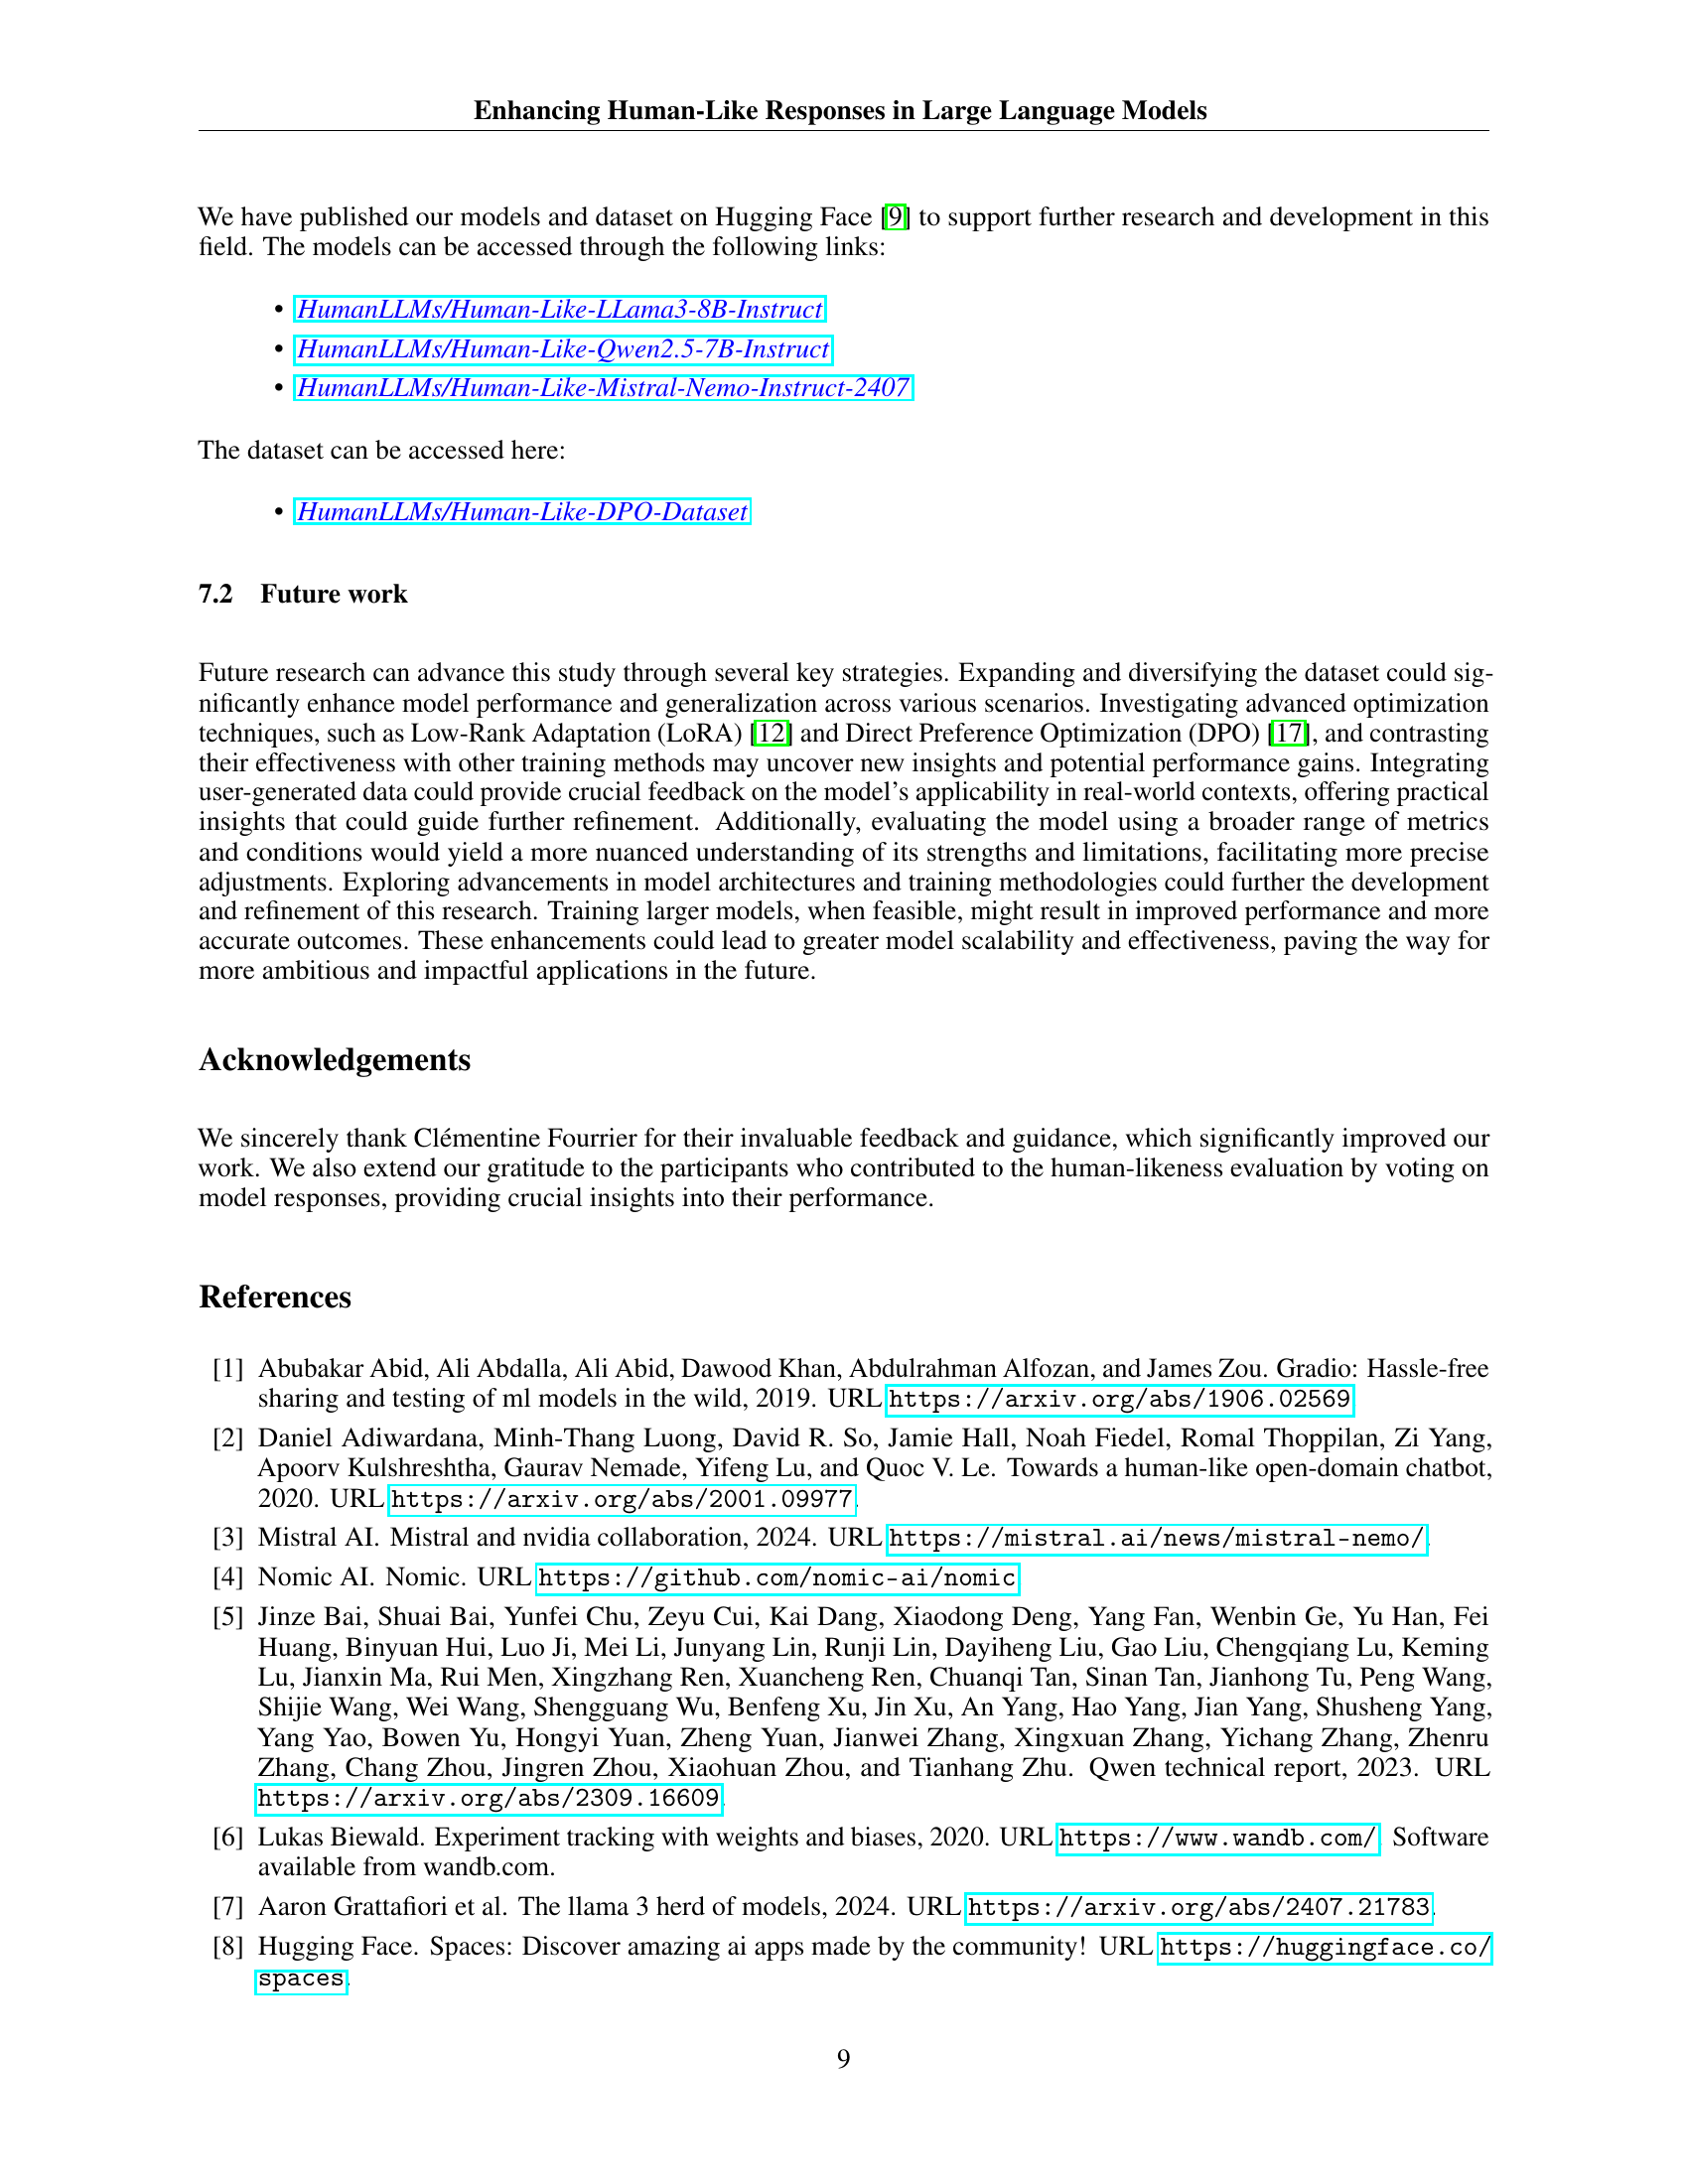 Enhancing Human-Like Responses in Large Language Models
We have published our models and dataset on Hugging Face [9] to support further research and development in this
field. The models can be accessed through the following links:
• HumanLLMs/Human-Like-LLama3-8B-Instruct
• HumanLLMs/Human-Like-Qwen2.5-7B-Instruct
• HumanLLMs/Human-Like-Mistral-Nemo-Instruct-2407
The dataset can be accessed here:
• HumanLLMs/Human-Like-DPO-Dataset
7.2 Future work
Future research can advance this study through several key strategies. Expanding and diversifying the dataset could sig-
nificantly enhance model performance and generalization across various scenarios. Investigating advanced optimization
techniques, such as Low-Rank Adaptation (LoRA) [12] and Direct Preference Optimization (DPO) [17], and contrasting
their effectiveness with other training methods may uncover new insights and potential performance gains. Integrating
user-generated data could provide crucial feedback on the model's applicability in real-world contexts, offering practical
insights that could guide further refinement. Additionally, evaluating the model using a broader range of metrics
and conditions would yield a more nuanced understanding of its strengths and limitations, facilitating more precise
adjustments. Exploring advancements in model architectures and training methodologies could further the development
and refinement of this research. Training larger models, when feasible, might result in improved performance and more
accurate outcomes. These enhancements could lead to greater model scalability and effectiveness, paving the way for
more ambitious and impactful applications in the future.
Acknowledgements
We sincerely thank Clémentine Fourrier for their invaluable feedback and guidance, which significantly improved our
work. We also extend our gratitude to the participants who contributed to the human-likeness evaluation by voting on
model responses, providing crucial insights into their performance.
References
[1] Abubakar Abid, Ali Abdalla, Ali Abid, Dawood Khan, Abdulrahman Alfozan, and James Zou. Gradio: Hassle-free
sharing and testing of ml models in the wild, 2019. URL https://arxiv.org/abs/1906.02569.
[2] Daniel Adiwardana, Minh-Thang Luong, David R. So, Jamie Hall, Noah Fiedel, Romal Thoppilan, Zi Yang,
Apoorv Kulshreshtha, Gaurav Nemade, Yifeng Lu, and Quoc V. Le. Towards a human-like open-domain chatbot,
2020. URL https://arxiv.org/abs/2001.09977.
[3] Mistral AI. Mistral and nvidia collaboration, 2024. URL https://mistral.ai/news/mistral-nemo/.
[4] Nomic AI. Nomic. URL https://github.com/nomic-ai/nomic.
[5] Jinze Bai, Shuai Bai, Yunfei Chu, Zeyu Cui, Kai Dang, Xiaodong Deng, Yang Fan, Wenbin Ge, Yu Han, Fei
Huang, Binyuan Hui, Luo Ji, Mei Li, Junyang Lin, Runji Lin, Dayiheng Liu, Gao Liu, Chengqiang Lu, Keming
Lu, Jianxin Ma, Rui Men, Xingzhang Ren, Xuancheng Ren, Chuanqi Tan, Sinan Tan, Jianhong Tu, Peng Wang,
Shijie Wang, Wei Wang, Shengguang Wu, Benfeng Xu, Jin Xu, An Yang, Hao Yang, Jian Yang, Shusheng Yang,
Yang Yao, Bowen Yu, Hongyi Yuan, Zheng Yuan, Jianwei Zhang, Xingxuan Zhang, Yichang Zhang, Zhenru
Zhang, Chang Zhou, Jingren Zhou, Xiaohuan Zhou, and Tianhang Zhu. Qwen technical report, 2023. URL
https://arxiv.org/abs/2309.16609.
[6] Lukas Biewald. Experiment tracking with weights and biases, 2020. URL https://www.wandb.com/. Software
available from wandb.com.
[7] Aaron Grattafiori et al. The llama 3 herd of models, 2024. URL https://arxiv.org/abs/2407.21783.
[8] Hugging Face. Spaces: Discover amazing ai apps made by the community! URL https://huggingface.co/
spaces.
9